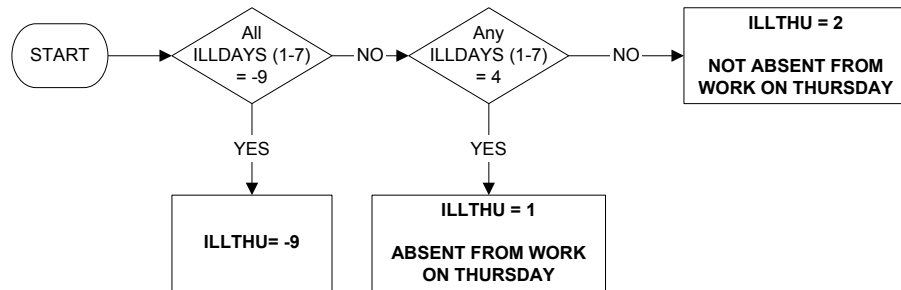 START
All
ILLDAYS (1-7)
= -9
NO
Any
ILLDAYS (1-7)
= 4
NO
ILLTHU = 2
NOT ABSENT FROM
WORK ON THURSDAY
YES
YES
ILLTHU= -9
ILLTHU = 1
ABSENT FROM WORK
ON THURSDAY